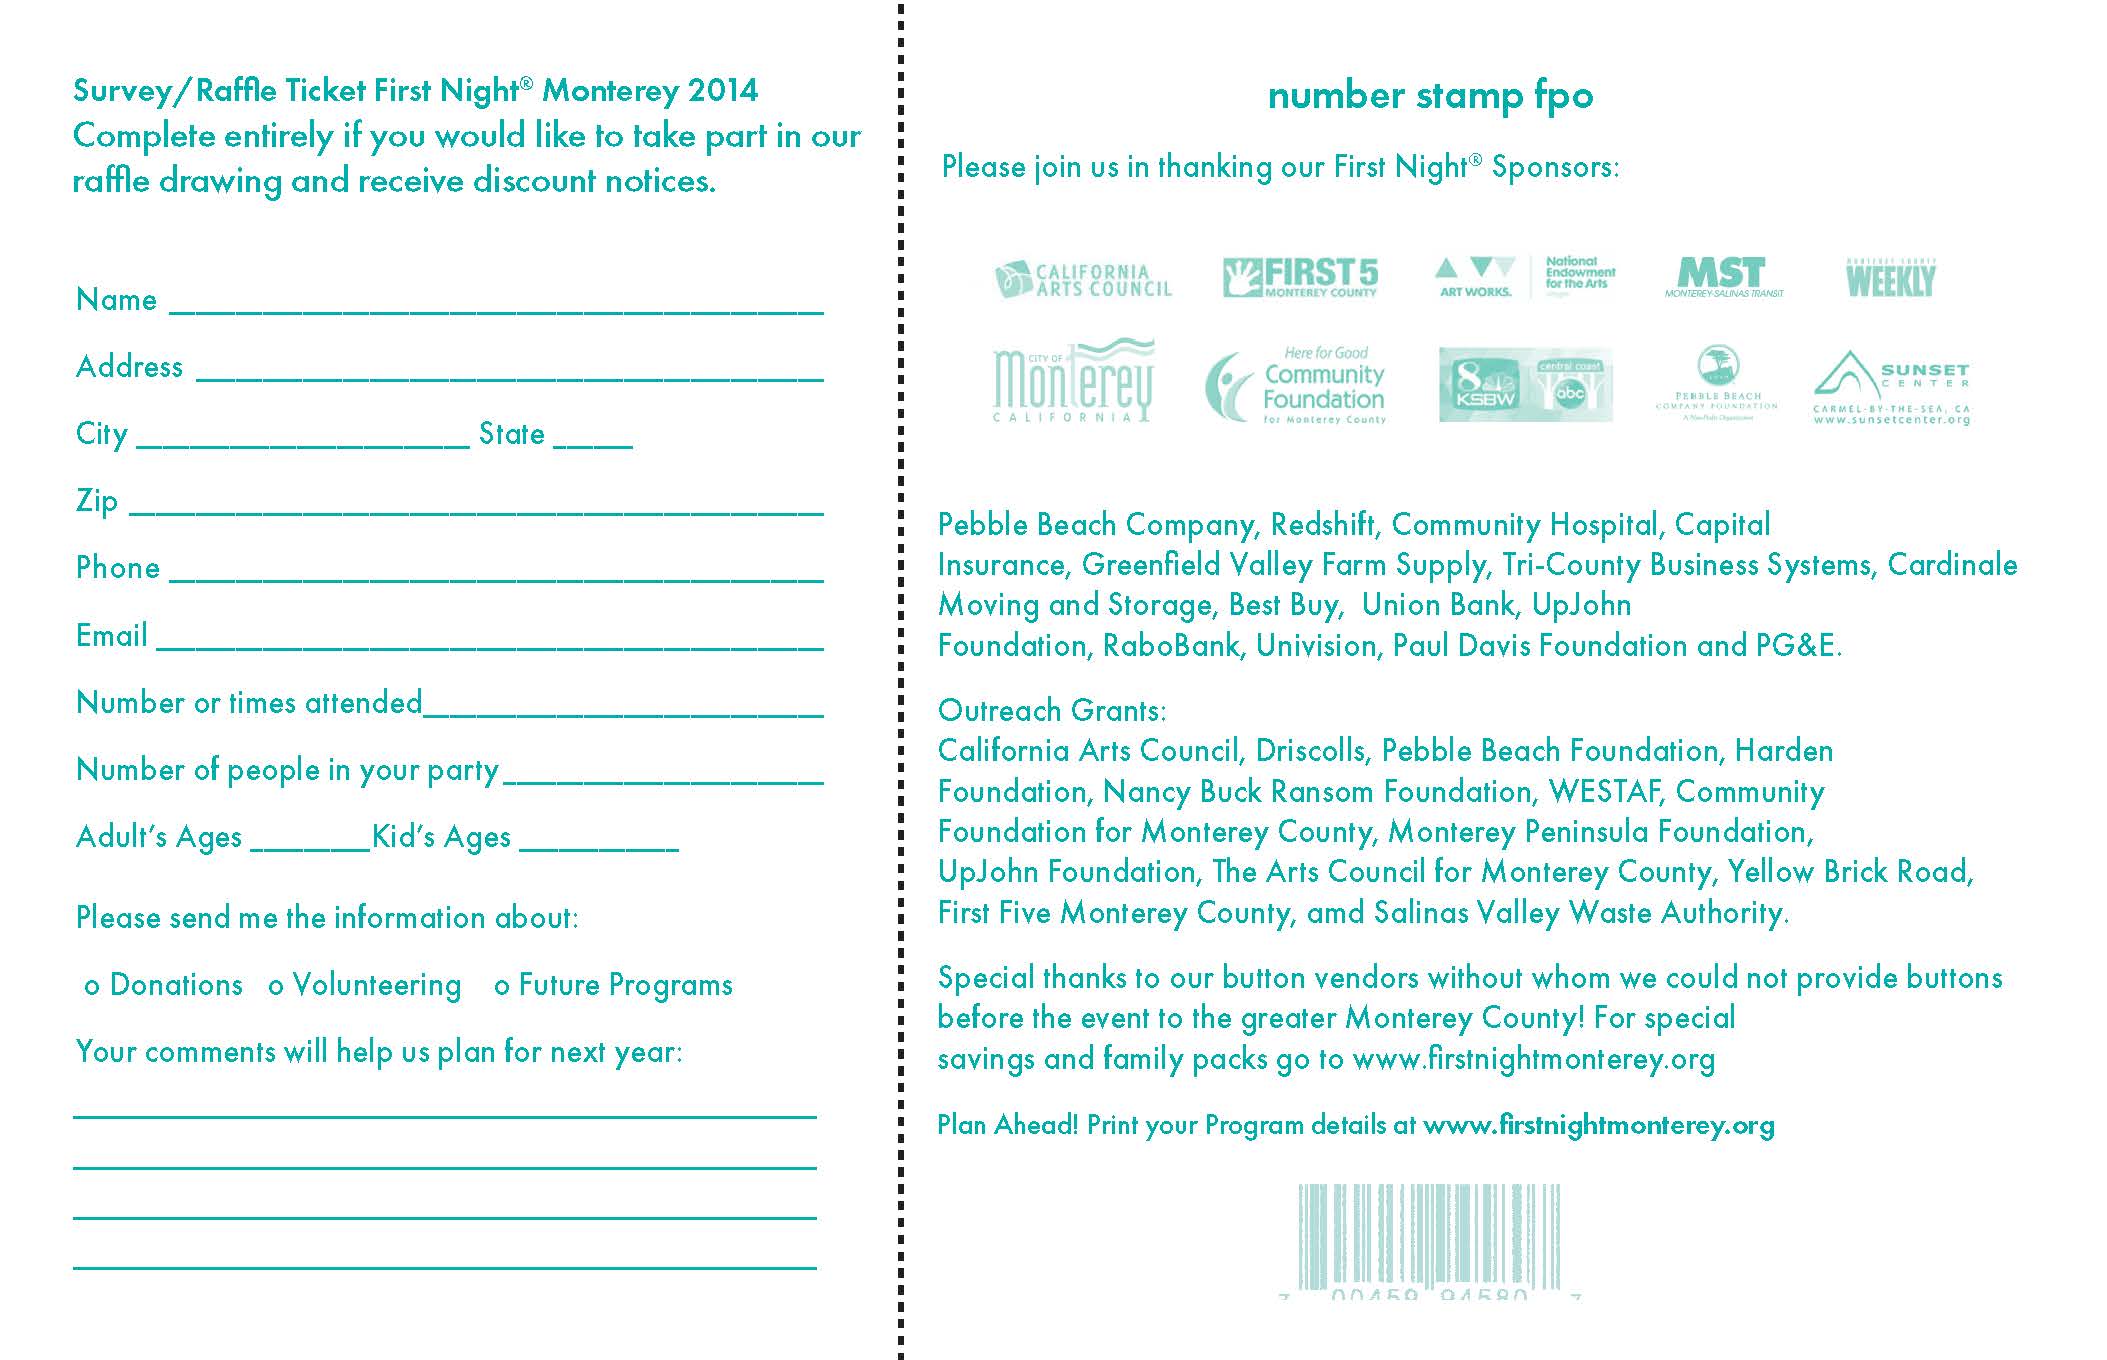 Survey/Raffle Ticket First Night® Monterey 2014
Complete entirely if you would like to take part in our
raffle drawing and receive discount notices.
Name
Address
City State
Zip
Phone
Email
Number or times attended
Number of people in your party
Adult's Ages Kid's Ages
Please send me the information about:
o Donations o Volunteering o Future Programs
Your comments will help us plan for next year:
number stamp fpo
Please join us in thanking our First Night® Sponsors:
CALIFORNIA
ARTS COUNCIL
FIRST 5
MONTEREY COUNTY
ART WORKS.
National
Endowment
for the Arts
MST
MONTEREY-SALINAS TRANSIT
MONTEREY COUNTY
WEEKLY
CITY OF
Monterey
CALIFORNIA
Here for Good
Community
Foundation
for Monterey County
8
KSBW
central coast
abc
PEBBLE BEACH
COMPANY FOUNDATION
A Non-Profit Organization
SUNSET
CENTER
CARMEL-BY-THE-SEA, CA
www.sunsetcenter.org
Pebble Beach Company, Redshift, Community Hospital, Capital
Insurance, Greenfield Valley Farm Supply, Tri-County Business Systems, Cardinale
Moving and Storage, Best Buy,  Union Bank, UpJohn
Foundation, RaboBank, Univision, Paul Davis Foundation and PG&E.
Outreach Grants:
California Arts Council, Driscolls, Pebble Beach Foundation, Harden
Foundation, Nancy Buck Ransom Foundation, WESTAF, Community
Foundation for Monterey County, Monterey Peninsula Foundation,
UpJohn Foundation, The Arts Council for Monterey County, Yellow Brick Road,
First Five Monterey County, amd Salinas Valley Waste Authority.
Special thanks to our button vendors without whom we could not provide buttons
before the event to the greater Monterey County! For special
savings and family packs go to www.firstnightmonterey.org
Plan Ahead! Print your Program details at www.firstnightmonterey.org
7 00459 94580 7